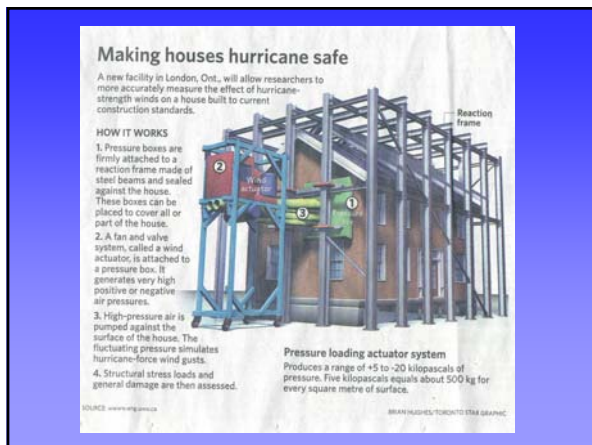 Making houses hurricane safe
A new facility in London, Ont., will allow researchers to
more accurately measure the effect of hurricane-
strength winds on a house built to current
construction standards.
HOW IT WORKS
1. Pressure boxes are
firmly attached to a
reaction frame made of
steel beams and sealed
against the house.
These boxes can be
placed to cover all or
part of the house.
2. A fan and valve
system, called a wind
actuator, is attached to
a pressure box. It
generates very high
positive or negative
air pressures.
3. High-pressure air is
pumped against the
surface of the house. The
fluctuating pressure simulates
hurricane-force wind gusts.
4. Structural stress loads and
general damage are then assessed.
Reaction
frame
2
Wind
actuator
3
1
Pressure loading actuator system
Produces a range of +5 to -20 kilopascals of
pressure. Five kilopascals equals about 500 kg for
every square metre of surface.
SOURCE
BRIAN HUGHES/TORONTO STAR GRAPHIC